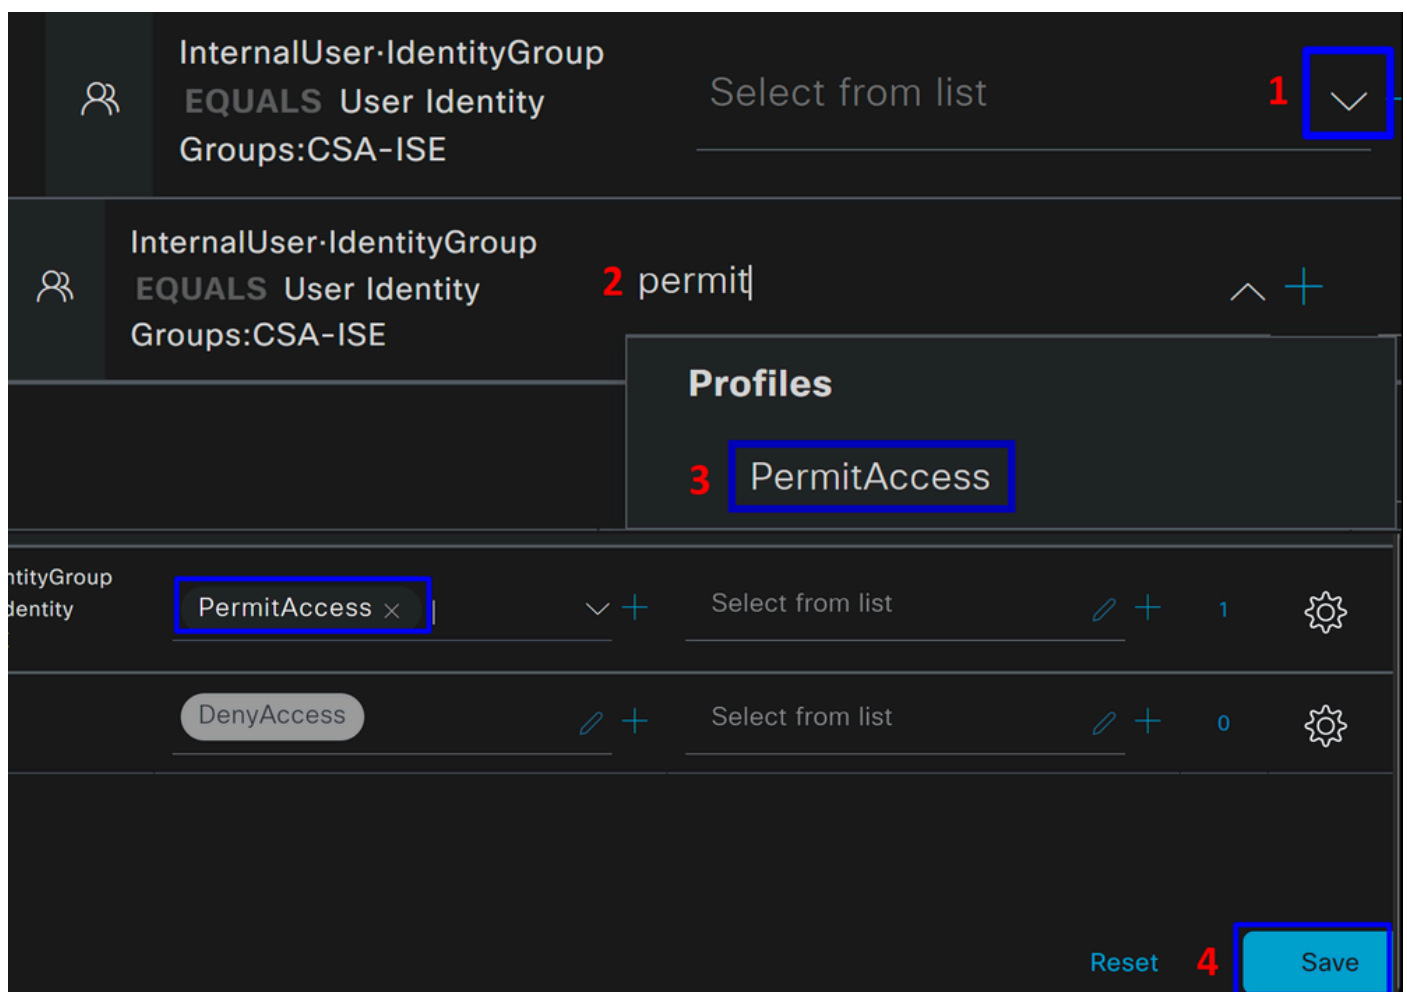 InternalUser·IdentityGroup
EQUALS User Identity
Groups:CSA-ISE
Select from list
1
InternalUser·IdentityGroup
EQUALS User Identity
Groups:CSA-ISE
2 permit
Profiles
3 PermitAccess
ntityGroup
dentity
PermitAccess ×
Select from list
1
DenyAccess
Select from list
0
Reset
4
Save